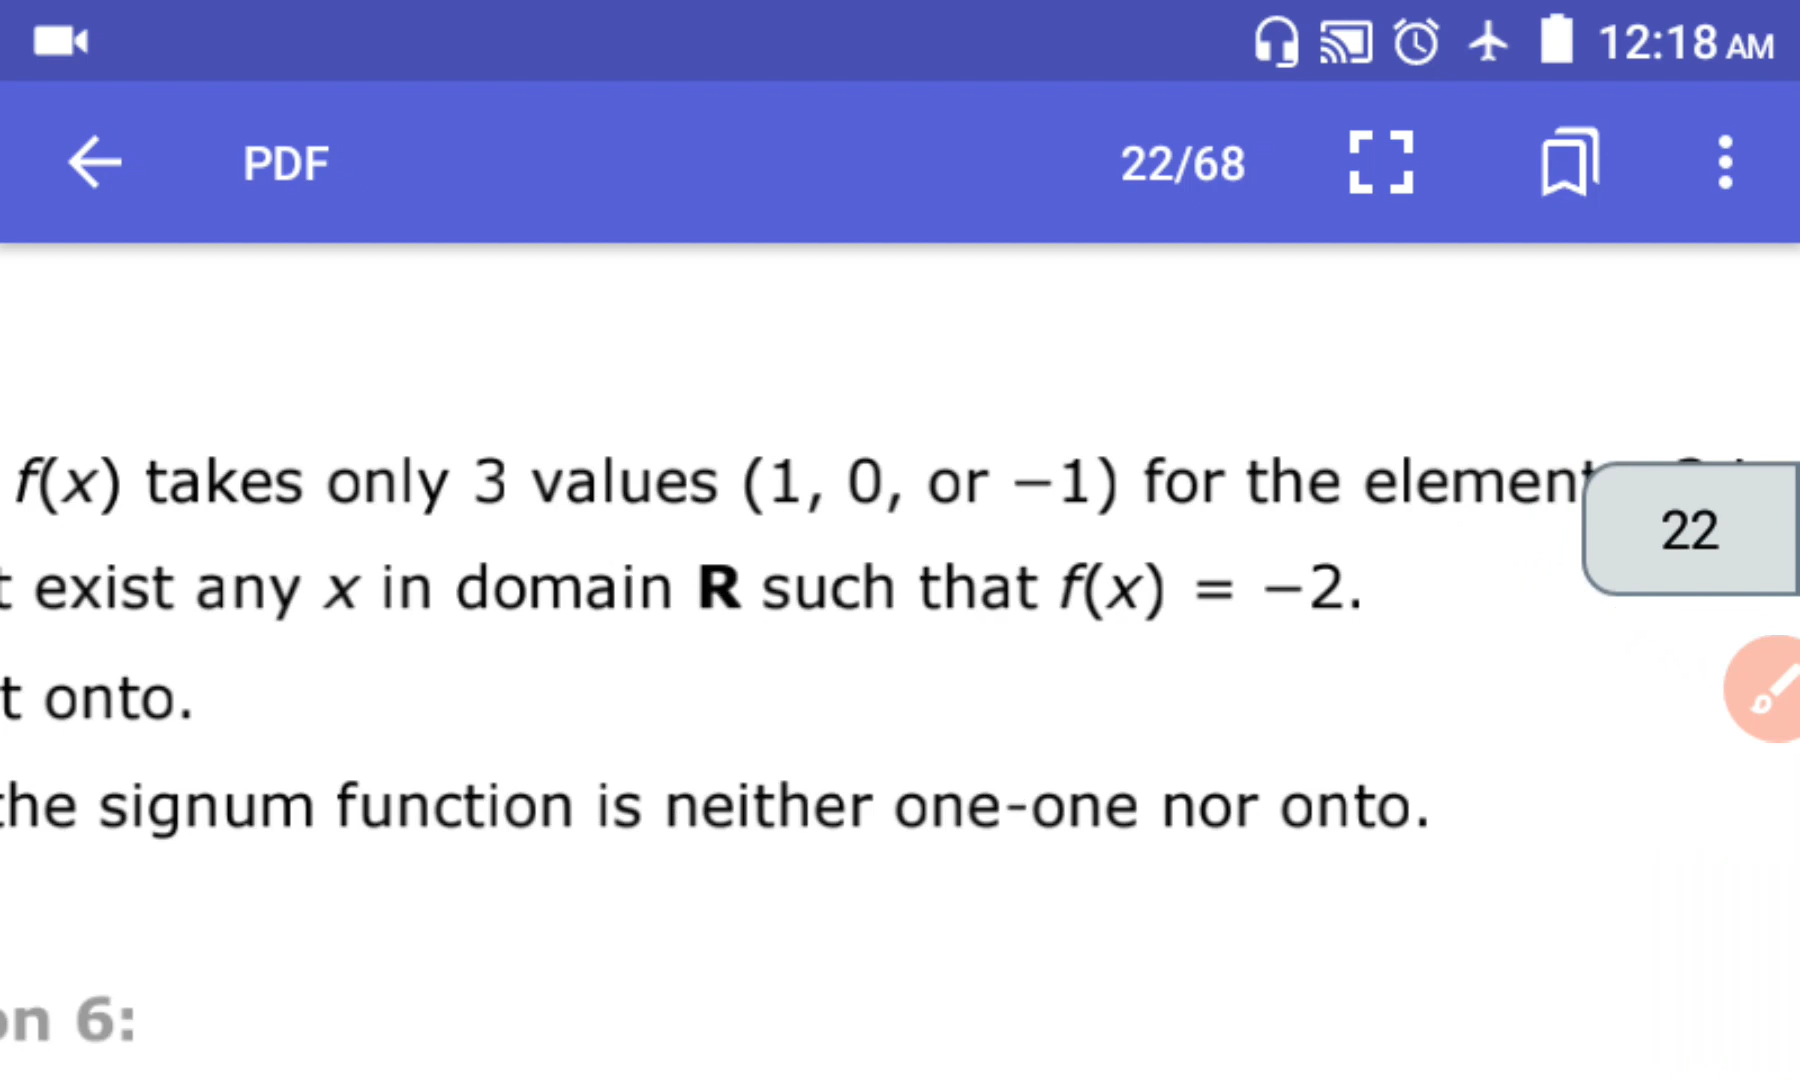 12:18 AM
PDF 22/68
f(x) takes only 3 values (1, 0, or −1) for the element
22
exist any x in domain R such that f(x) = −2.
t onto.
the signum function is neither one-one nor onto.
on 6: